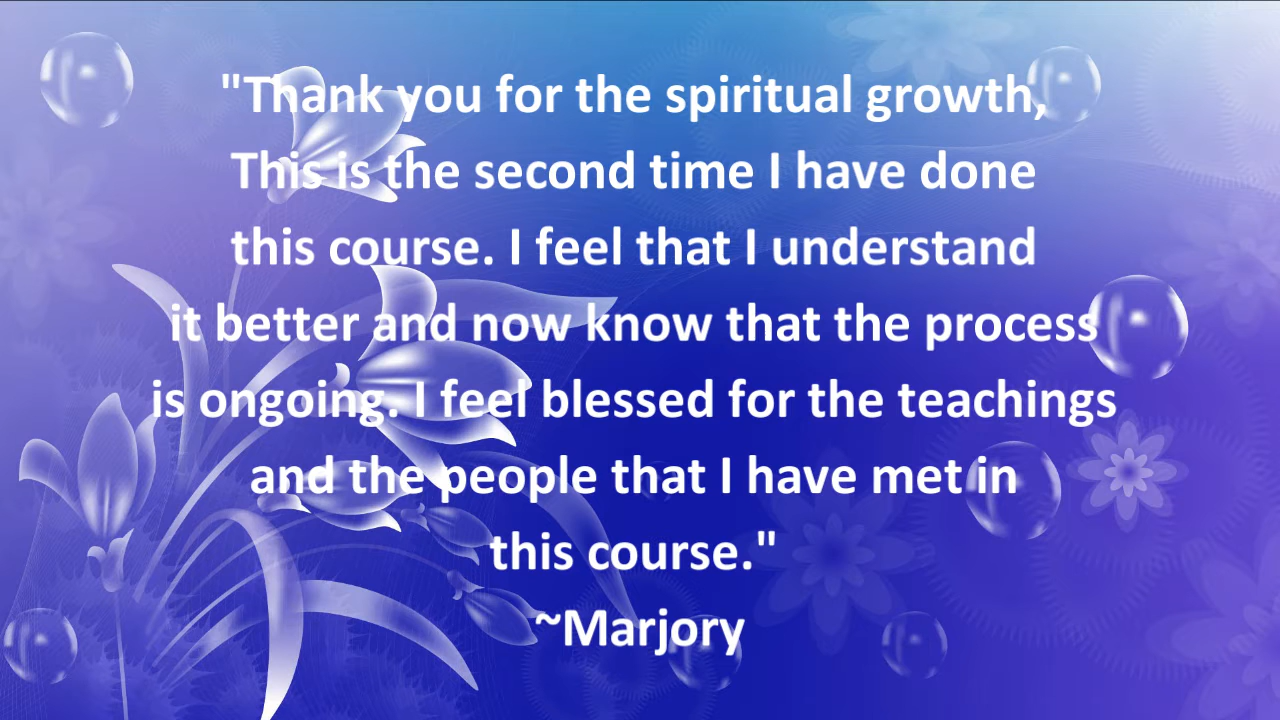 "Thank you for the spiritual growth,
This is the second time I have done
this course. I feel that I understand
it better and now know that the process
is ongoing. I feel blessed for the teachings
and the people that I have met in
this course."
~Marjory